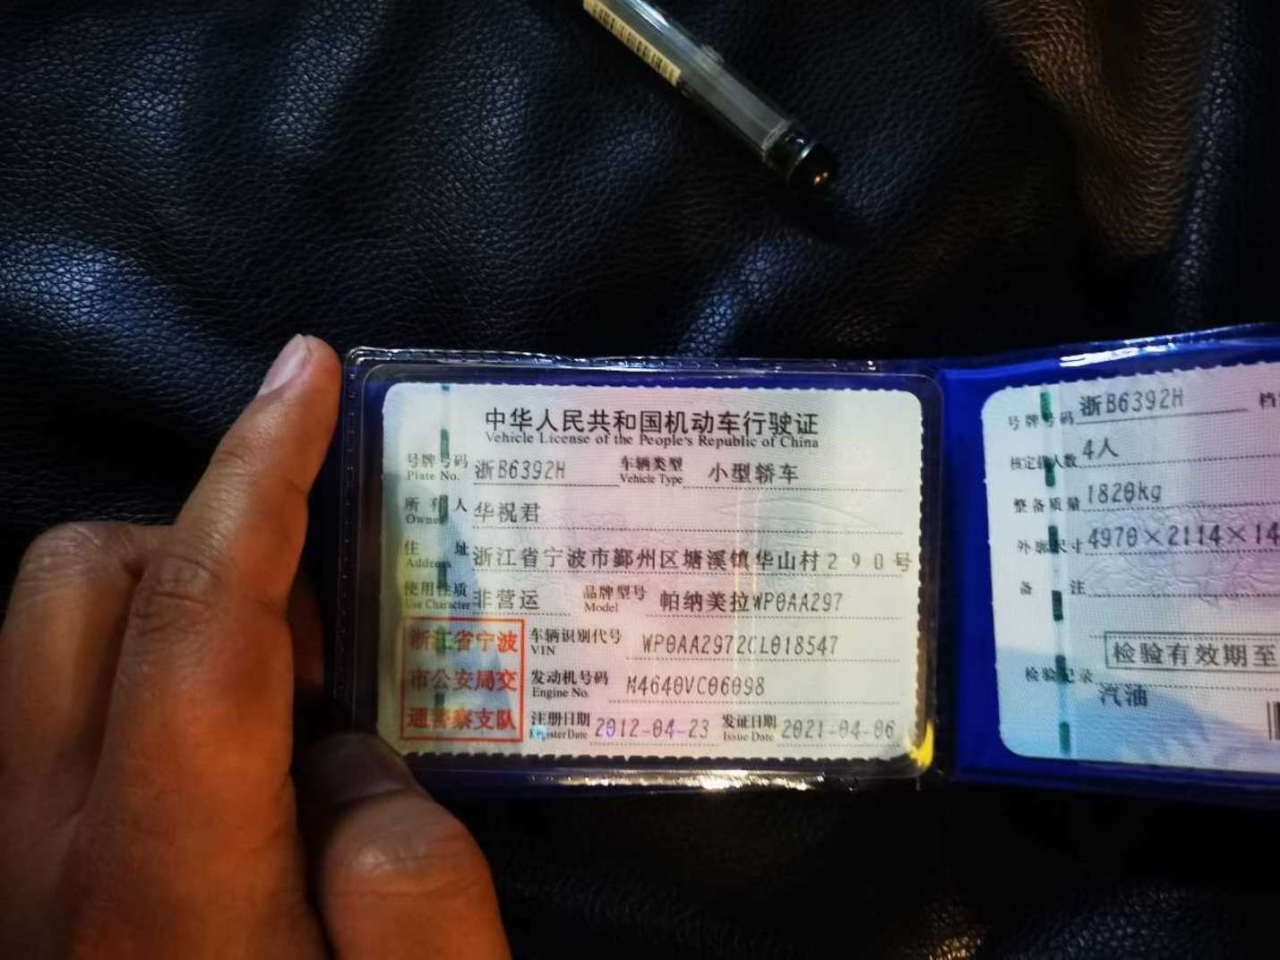 中华人民共和国机动车行驶证
Vehicle License of the People's Republic of China
号牌号码 浙B6392H 车辆类型 小型轿车
Plate No. Vehicle Type
所有人 华祝君
Owner
住址 浙江省宁波市鄞州区塘溪镇华山村290号
Address
使用性质 非营运 品牌型号 帕纳美拉WP0AA297
Use Character Model
浙江省宁波
市公安局交
通警察支队
车辆识别代号 WP0AA2972CL018547
VIN
发动机号码 M4640VC06098
Engine No.
注册日期 2012-04-23 发证日期 2021-04-06
Register Date Issue Date
号牌号码 浙B6392H 档
核定载人数 4人
整备质量 1820kg
外廓尺寸 4970×2114×14
备注
检验有效期至
检验记录
汽油